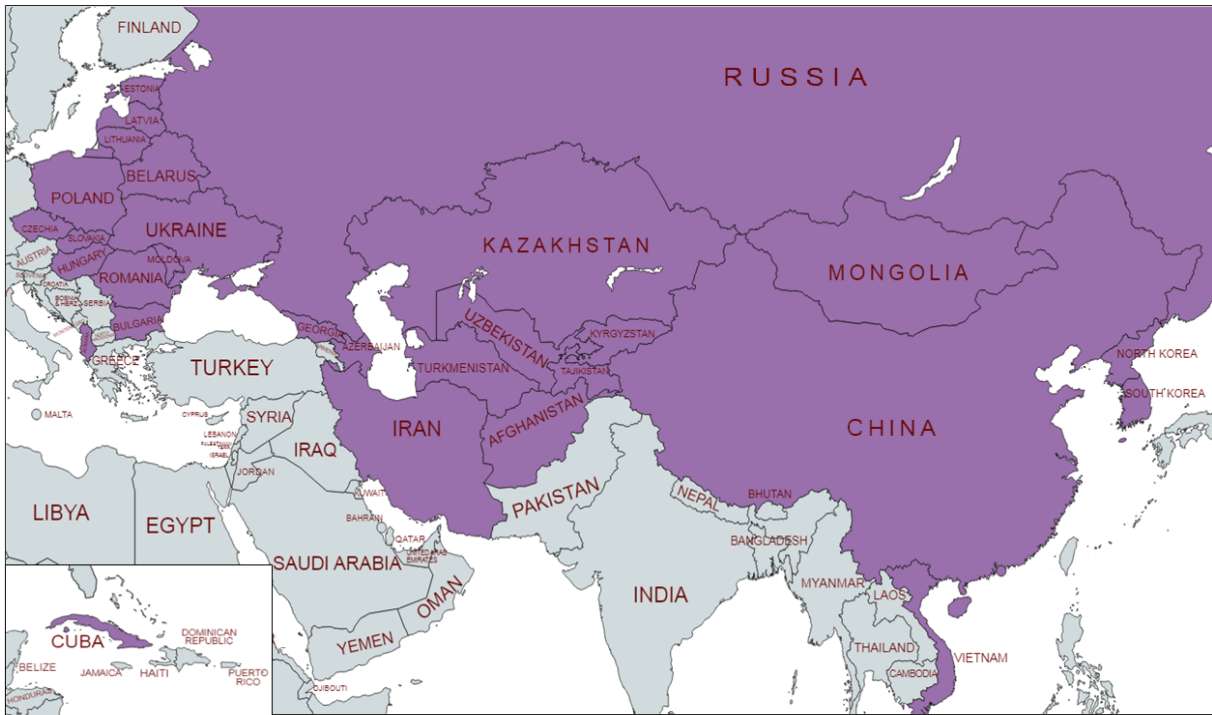 FINLAND
RUSSIA
ESTONIA
LATVIA
LITHUANIA
BELARUS
POLAND
UKRAINE
CZECHIA
SLOVAKIA
AUSTRIA
HUNGARY
MOLDOVA
ROMANIA
SLOVENIA
CROATIA
BOSNIA
& HERZ.
SERBIA
BULGARIA
GREECE
KAZAKHSTAN
MONGOLIA
GEORGIA
AZERBAIJAN
UZBEKISTAN
KYRGYZSTAN
TURKMENISTAN
TAJIKISTAN
NORTH KOREA
SOUTH KOREA
TURKEY
MALTA
CYPRUS
SYRIA
LEBANON
ISRAEL
IRAQ
JORDAN
IRAN
AFGHANISTAN
CHINA
KUWAIT
PAKISTAN
NEPAL
BHUTAN
LIBYA
EGYPT
BAHRAIN
QATAR
UNITED ARAB
EMIRATES
SAUDI ARABIA
OMAN
BANGLADESH
INDIA
MYANMAR
LAOS
YEMEN
THAILAND
VIETNAM
CAMBODIA
DJIBOUTI
CUBA
DOMINICAN
REPUBLIC
BELIZE
JAMAICA
HAITI
PUERTO
RICO
HONDURAS